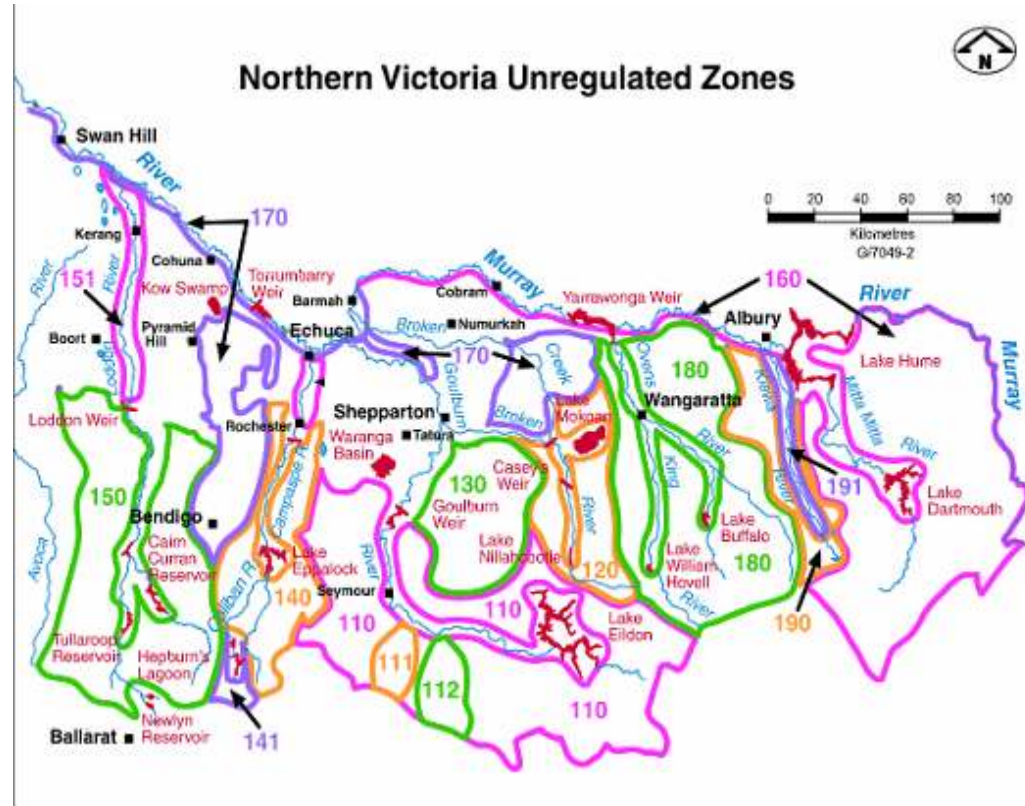 N
Northern Victoria Unregulated Zones
Swan Hill
River
0 20 40 60 80 100
Kilometres
G/7049-2
170
Kerang
River
River
Cohuna
151
Kow Swamp
Torrumbarry
Weir
Murray
160
Barmah
Cobram
Yarrawonga Weir
River
Albury
Boort
Pyramid
Hill
Echuca
Broken
Numurkah
Lake Hume
Murray
Loddon
170
Creek
Ovens
180
Kiewa
Mitta Mitta
Goulburn
Loddon Weir
Shepparton
Broken
Lake
Mokoan
Wangaratta
Rochester
Tatura
River
River
Waranga
Basin
Campaspe R
150
130
Casey's
Weir
King
River
191
Lake
Dartmouth
Bendigo
Goulburn
Weir
River
Lake
Buffalo
Cairn
Curran
Reservoir
Lake
Nillahcootie
180
Lake
Eppalock
River
120
Lake
William
Hovell
Avoca
140
Seymour
110
110
190
River
Tullaroop
Reservoir
Hepburn's
Lagoon
Lake
Eildon
111
112
110
Newlyn
Reservoir
Ballarat
141